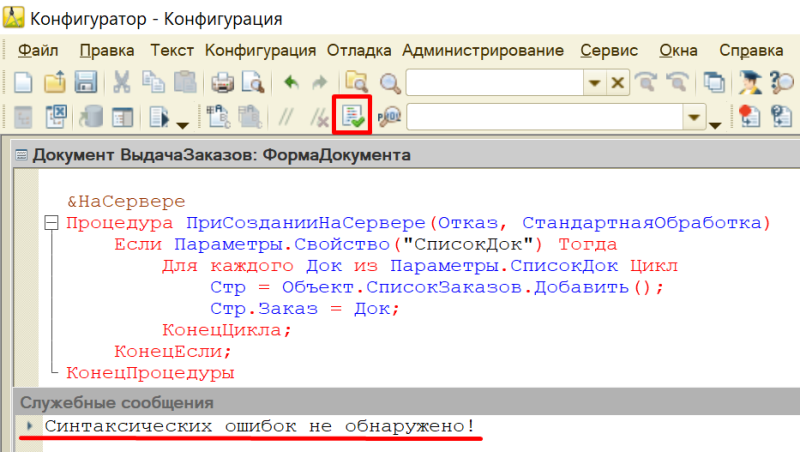 Конфигуратор - Конфигурация
Файл Правка Текст Конфигурация Отладка Администрирование Сервис Окна Справка
Документ ВыдачаЗаказов: ФормаДокумента
&НаСервере
Процедура ПриСозданииНаСервере(Отказ, СтандартнаяОбработка)
Если Параметры.Свойство("СписокДок") Тогда
Для каждого Док из Параметры.СписокДок Цикл
Стр = Объект.СписокЗаказов.Добавить();
Стр.Заказ = Док;
КонецЦикла;
КонецЕсли;
КонецПроцедуры
Служебные сообщения
Синтаксических ошибок не обнаружено!